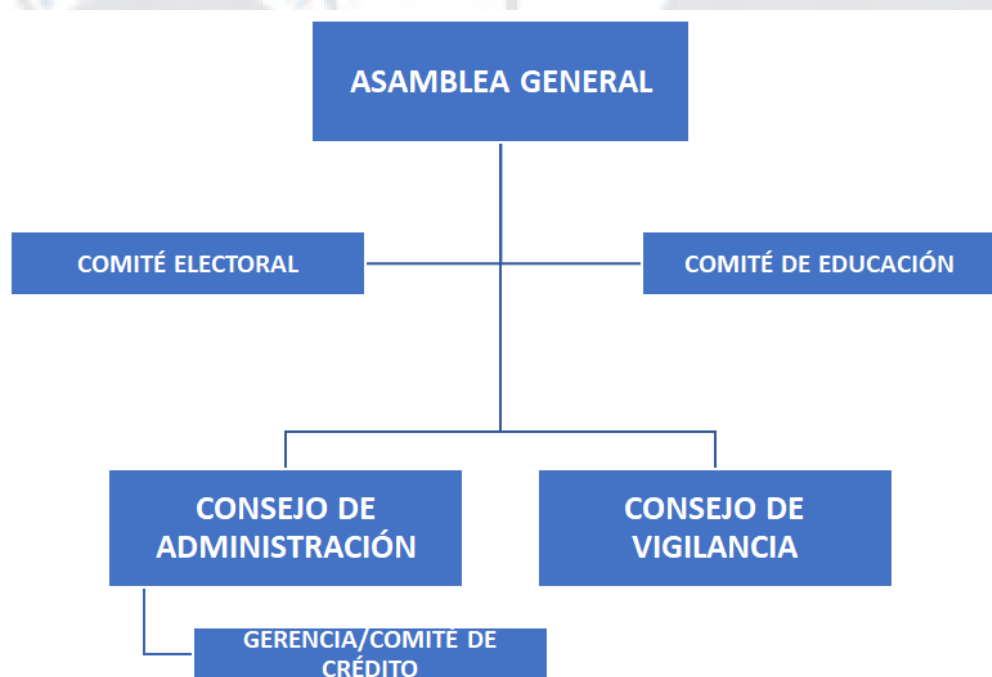 ASAMBLEA GENERAL
COMITÉ ELECTORAL
COMITÉ DE EDUCACIÓN
CONSEJO DE
ADMINISTRACIÓN
CONSEJO DE
VIGILANCIA
GERENCIA/COMITÉ DE
CRÉDITO